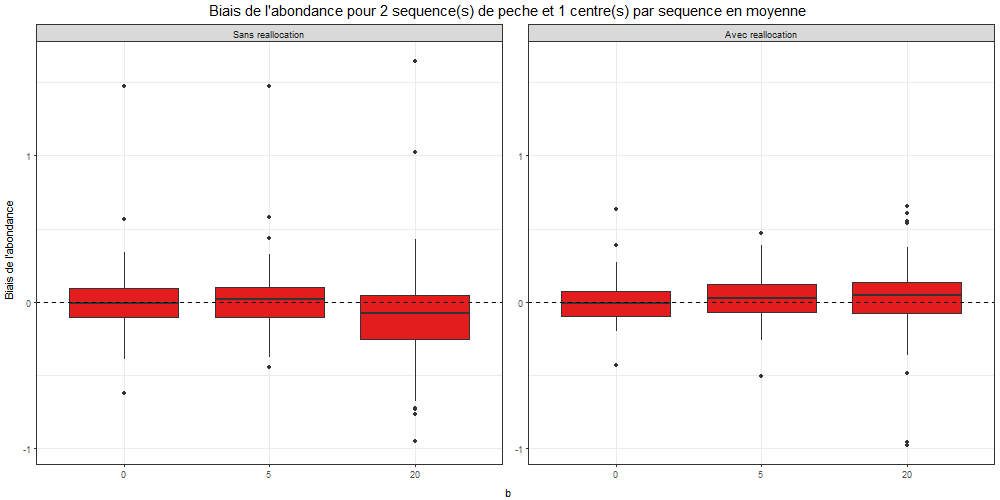 Biais de l'abondance pour 2 sequence(s) de peche et 1 centre(s) par sequence en moyenne
Sans reallocation
Avec reallocation
Biais de l'abondance
1
0
-1
0
5
20
1
0
-1
0
5
20
b